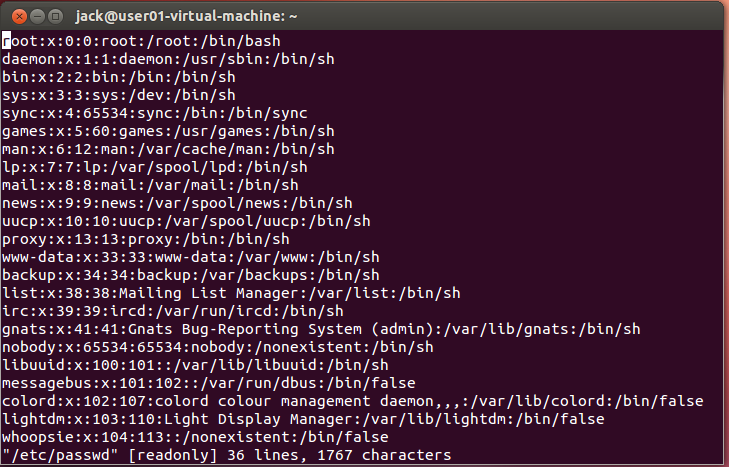 jack@user01-virtual-machine: ~
root:x:0:0:root:/root:/bin/bash
daemon:x:1:1:daemon:/usr/sbin:/bin/sh
bin:x:2:2:bin:/bin:/bin/sh
sys:x:3:3:sys:/dev:/bin/sh
sync:x:4:65534:sync:/bin:/bin/sync
games:x:5:60:games:/usr/games:/bin/sh
man:x:6:12:man:/var/cache/man:/bin/sh
lp:x:7:7:lp:/var/spool/lpd:/bin/sh
mail:x:8:8:mail:/var/mail:/bin/sh
news:x:9:9:news:/var/spool/news:/bin/sh
uucp:x:10:10:uucp:/var/spool/uucp:/bin/sh
proxy:x:13:13:proxy:/bin:/bin/sh
www-data:x:33:33:www-data:/var/www:/bin/sh
backup:x:34:34:backup:/var/backups:/bin/sh
list:x:38:38:Mailing List Manager:/var/list:/bin/sh
irc:x:39:39:ircd:/var/run/ircd:/bin/sh
gnats:x:41:41:Gnats Bug-Reporting System (admin):/var/lib/gnats:/bin/sh
nobody:x:65534:65534:nobody:/nonexistent:/bin/sh
libuuid:x:100:101::/var/lib/libuuid:/bin/sh
messagebus:x:101:102::/var/run/dbus:/bin/false
colord:x:102:107:colord colour management daemon,,,:/var/lib/colord:/bin/false
lightdm:x:103:110:Light Display Manager:/var/lib/lightdm:/bin/false
whoopsie:x:104:113::/nonexistent:/bin/false
"/etc/passwd" [readonly] 36 lines, 1767 characters